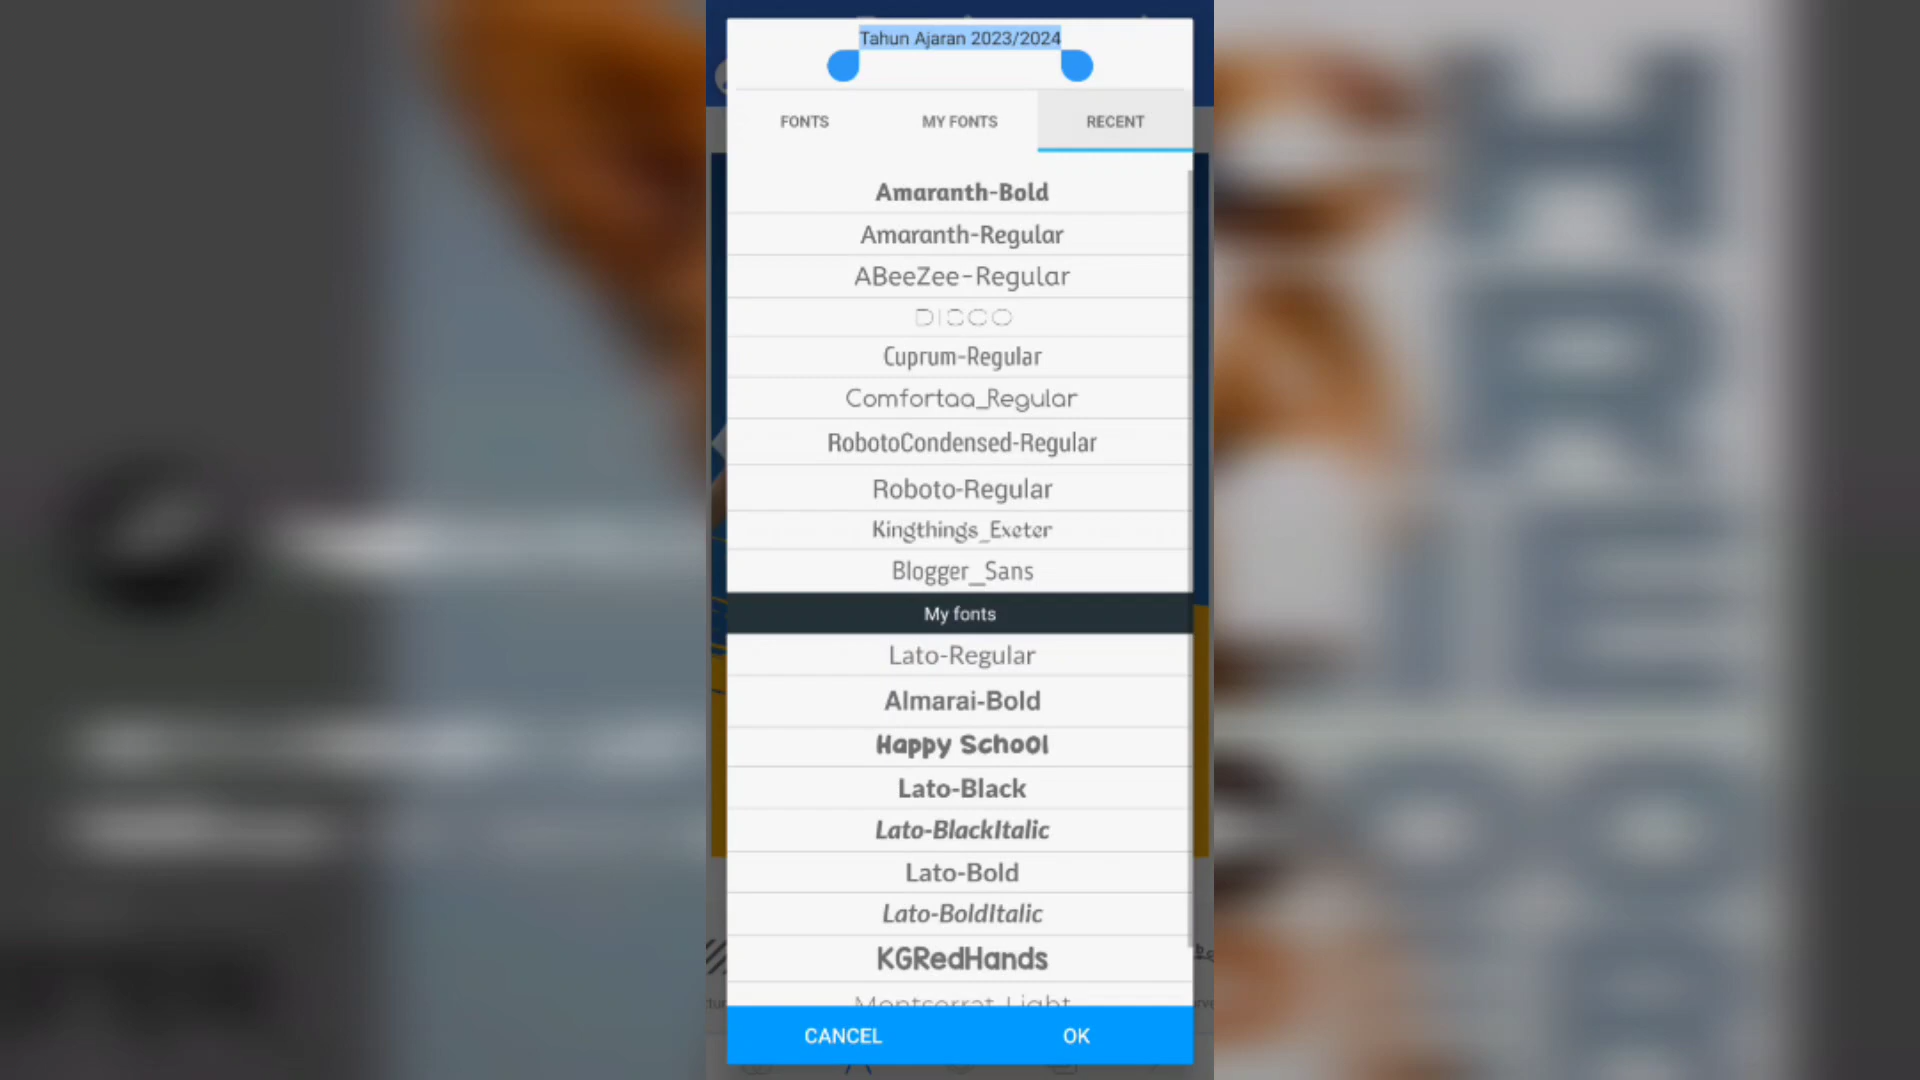 Tahun Ajaran 2023/2024
FONTS MY FONTS RECENT
Amaranth-Bold
Amaranth-Regular
ABeeZee-Regular
DISCO
Cuprum-Regular
Comfortaa_Regular
RobotoCondensed-Regular
Roboto-Regular
Kingthings_Exeter
Blogger_Sans
My fonts
Lato-Regular
Almarai-Bold
Happy SchoOl
Lato-Black
Lato-BlackItalic
Lato-Bold
Lato-BoldItalic
KGRedHands
Montserrat-Light
CANCEL OK